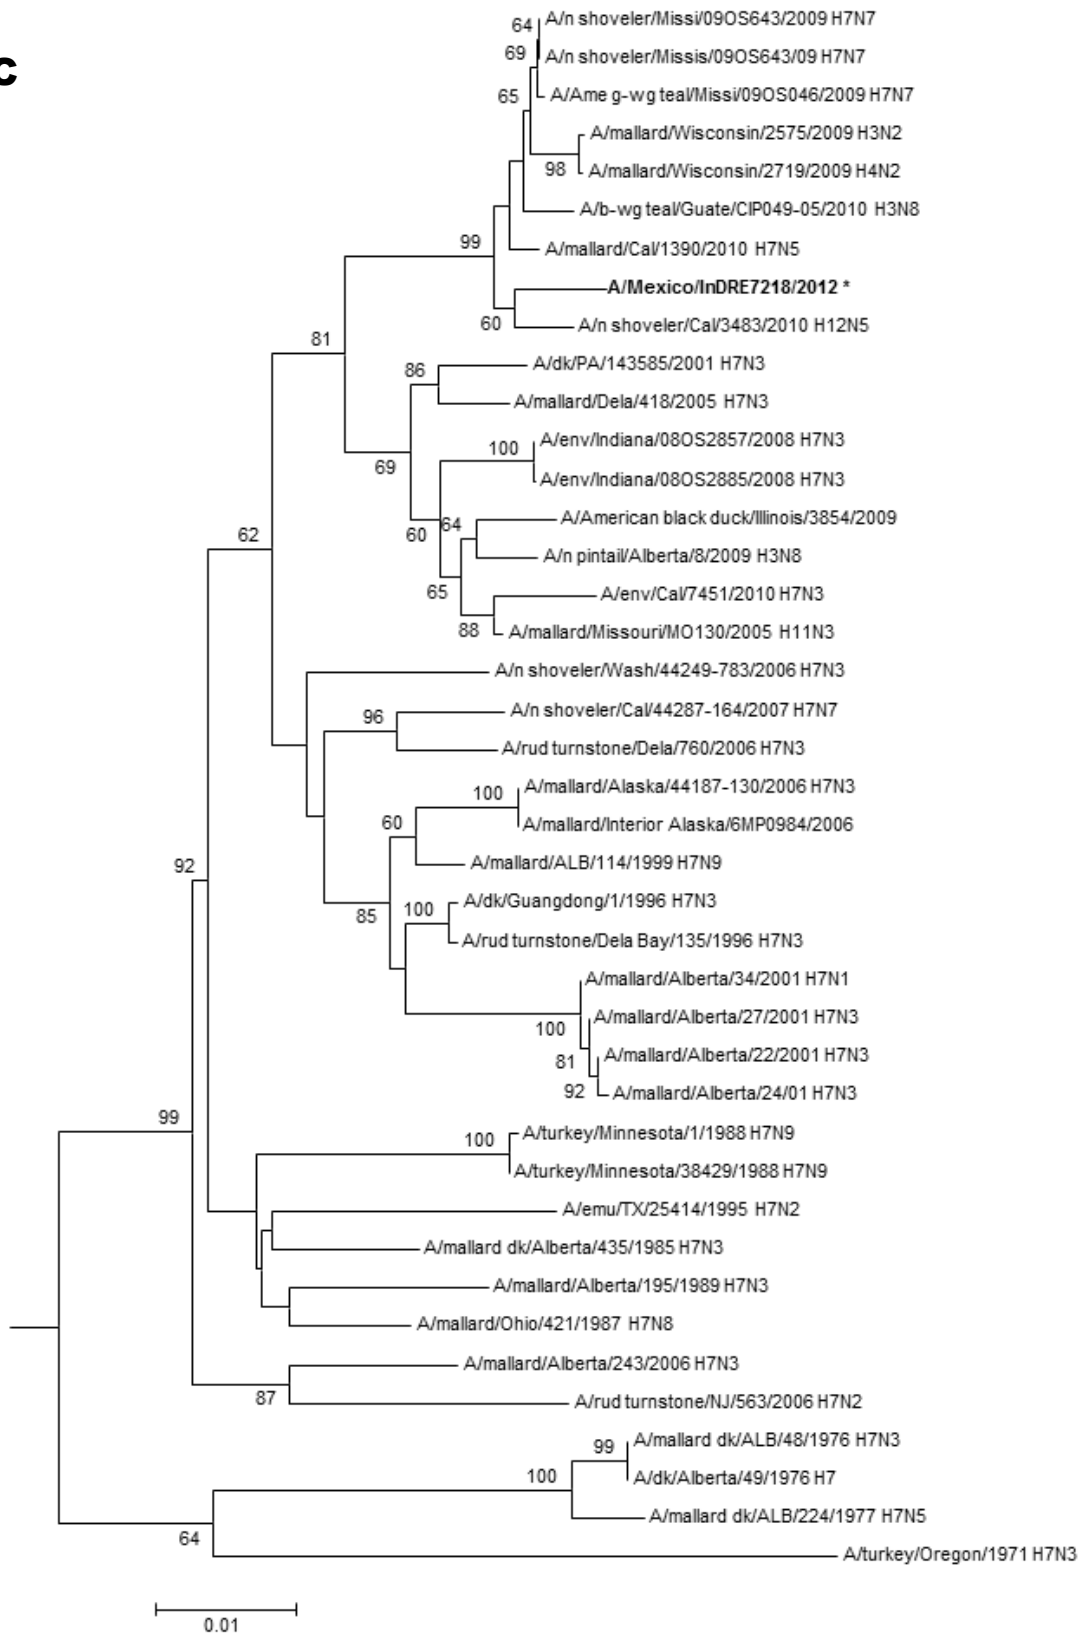 c
64
A/n shoveler/Missi/09OS643/2009 H7N7
69
A/n shoveler/Missis/09OS643/09 H7N7
65
A/Ame g-wg teal/Missi/09OS046/2009 H7N7
A/mallard/Wisconsin/2575/2009 H3N2
98
A/mallard/Wisconsin/2719/2009 H4N2
A/b-wg teal/Guate/CIP049-05/2010 H3N8
99
A/mallard/Cal/1390/2010 H7N5
A/Mexico/InDRE7218/2012 *
60
A/n shoveler/Cal/3483/2010 H12N5
81
86
A/dk/PA/143585/2001 H7N3
A/mallard/Dela/418/2005 H7N3
69
100
A/env/Indiana/08OS2857/2008 H7N3
A/env/Indiana/08OS2885/2008 H7N3
60
64
A/American black duck/Illinois/3854/2009
62
A/n pintail/Alberta/8/2009 H3N8
65
A/env/Cal/7451/2010 H7N3
88
A/mallard/Missouri/MO130/2005 H11N3
A/n shoveler/Wash/44249-783/2006 H7N3
96
A/n shoveler/Cal/44287-164/2007 H7N7
A/rud turnstone/Dela/760/2006 H7N3
100
A/mallard/Alaska/44187-130/2006 H7N3
60
A/mallard/Interior Alaska/6MP0984/2006
92
A/mallard/ALB/114/1999 H7N9
85
100
A/dk/Guangdong/1/1996 H7N3
A/rud turnstone/Dela Bay/135/1996 H7N3
A/mallard/Alberta/34/2001 H7N1
100
A/mallard/Alberta/27/2001 H7N3
81
A/mallard/Alberta/22/2001 H7N3
92
A/mallard/Alberta/24/01 H7N3
99
100
A/turkey/Minnesota/1/1988 H7N9
A/turkey/Minnesota/38429/1988 H7N9
A/emu/TX/25414/1995 H7N2
A/mallard dk/Alberta/435/1985 H7N3
A/mallard/Alberta/195/1989 H7N3
A/mallard/Ohio/421/1987 H7N8
A/mallard/Alberta/243/2006 H7N3
87
A/rud turnstone/NJ/563/2006 H7N2
99
A/mallard dk/ALB/48/1976 H7N3
100
A/dk/Alberta/49/1976 H7
A/mallard dk/ALB/224/1977 H7N5
64
A/turkey/Oregon/1971 H7N3
0.01